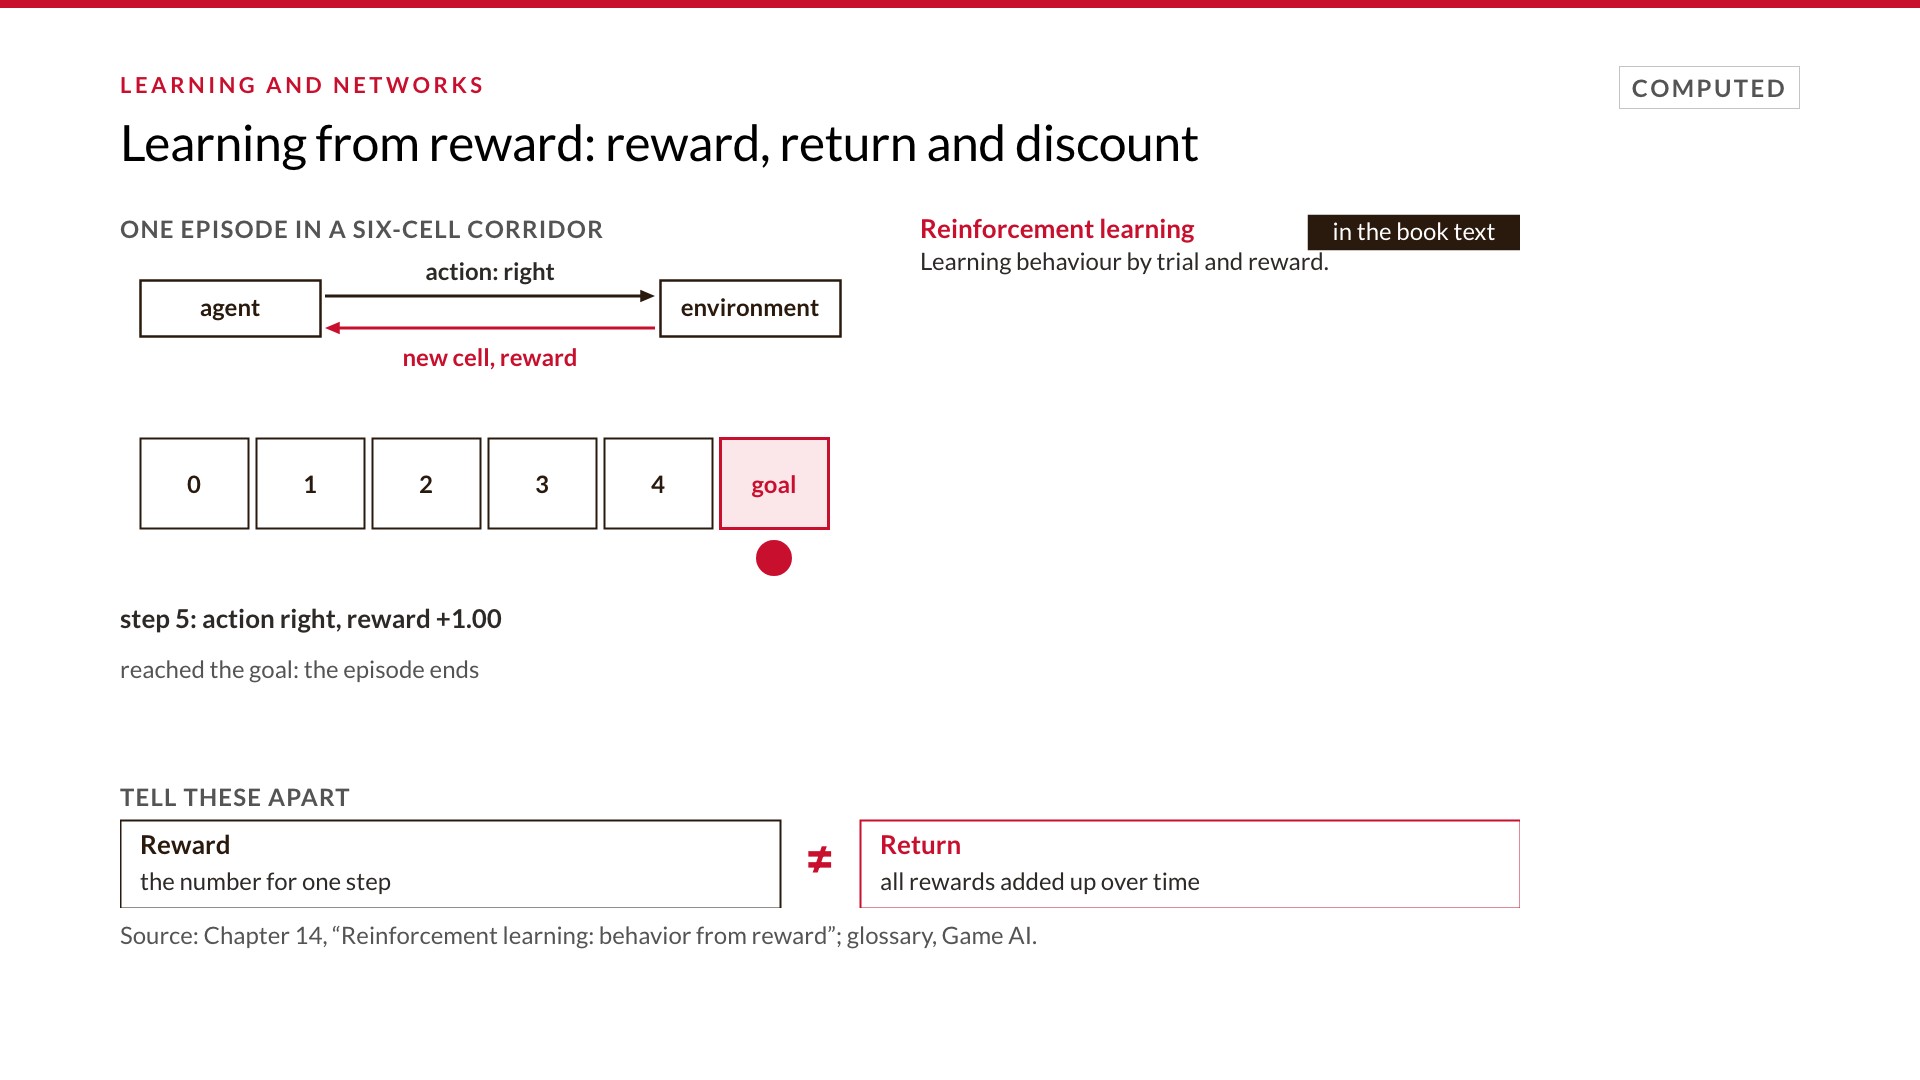 LEARNING AND NETWORKS
COMPUTED
Learning from reward: reward, return and discount
ONE EPISODE IN A SIX-CELL CORRIDOR
action: right
agent
environment
new cell, reward
0 1 2 3 4 goal
step 5: action right, reward +1.00
reached the goal: the episode ends
Reinforcement learning
in the book text
Learning behaviour by trial and reward.
TELL THESE APART
Reward
the number for one step
≠
Return
all rewards added up over time
Source: Chapter 14, “Reinforcement learning: behavior from reward”; glossary, Game AI.